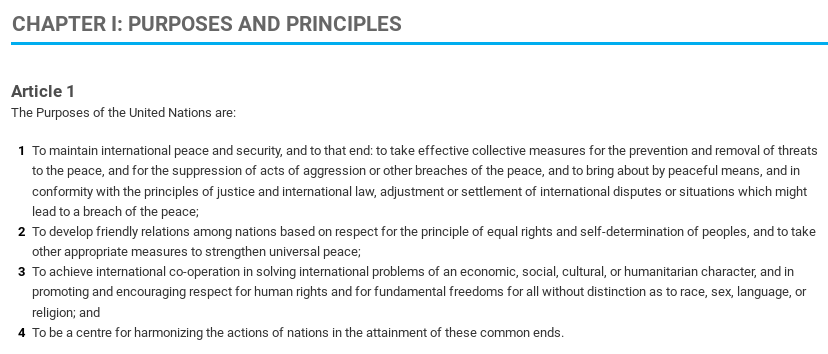 CHAPTER I: PURPOSES AND PRINCIPLES
Article 1
The Purposes of the United Nations are:
1 To maintain international peace and security, and to that end: to take effective collective measures for the prevention and removal of threats
to the peace, and for the suppression of acts of aggression or other breaches of the peace, and to bring about by peaceful means, and in
conformity with the principles of justice and international law, adjustment or settlement of international disputes or situations which might
lead to a breach of the peace;
2 To develop friendly relations among nations based on respect for the principle of equal rights and self-determination of peoples, and to take
other appropriate measures to strengthen universal peace;
3 To achieve international co-operation in solving international problems of an economic, social, cultural, or humanitarian character, and in
promoting and encouraging respect for human rights and for fundamental freedoms for all without distinction as to race, sex, language, or
religion; and
4 To be a centre for harmonizing the actions of nations in the attainment of these common ends.